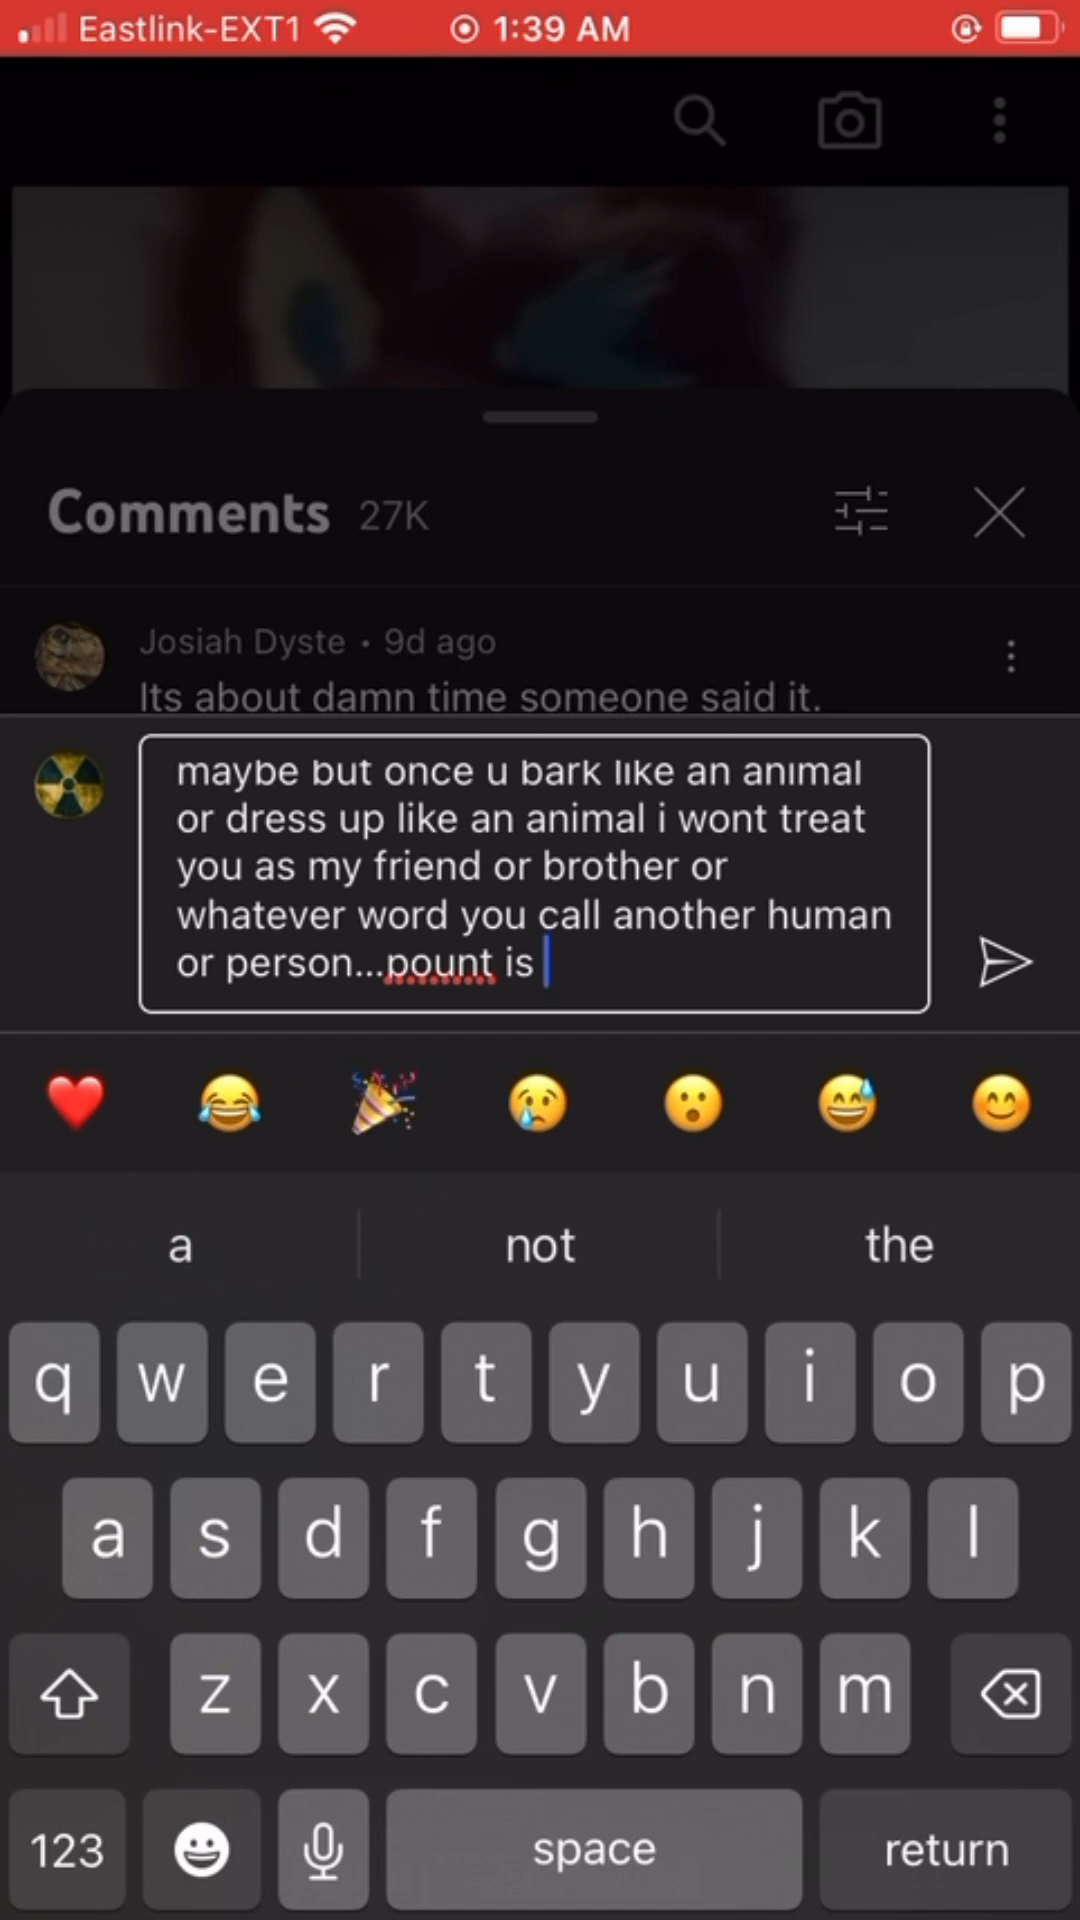 Eastlink-EXT1 1:39 AM
Comments 27K
Josiah Dyste • 9d ago
Its about damn time someone said it.
maybe but once u bark like an animal
or dress up like an animal i wont treat
you as my friend or brother or
whatever word you call another human
or person...pount is
a not the
q w e r t y u i o p
a s d f g h j k l
z x c v b n m
123 space return